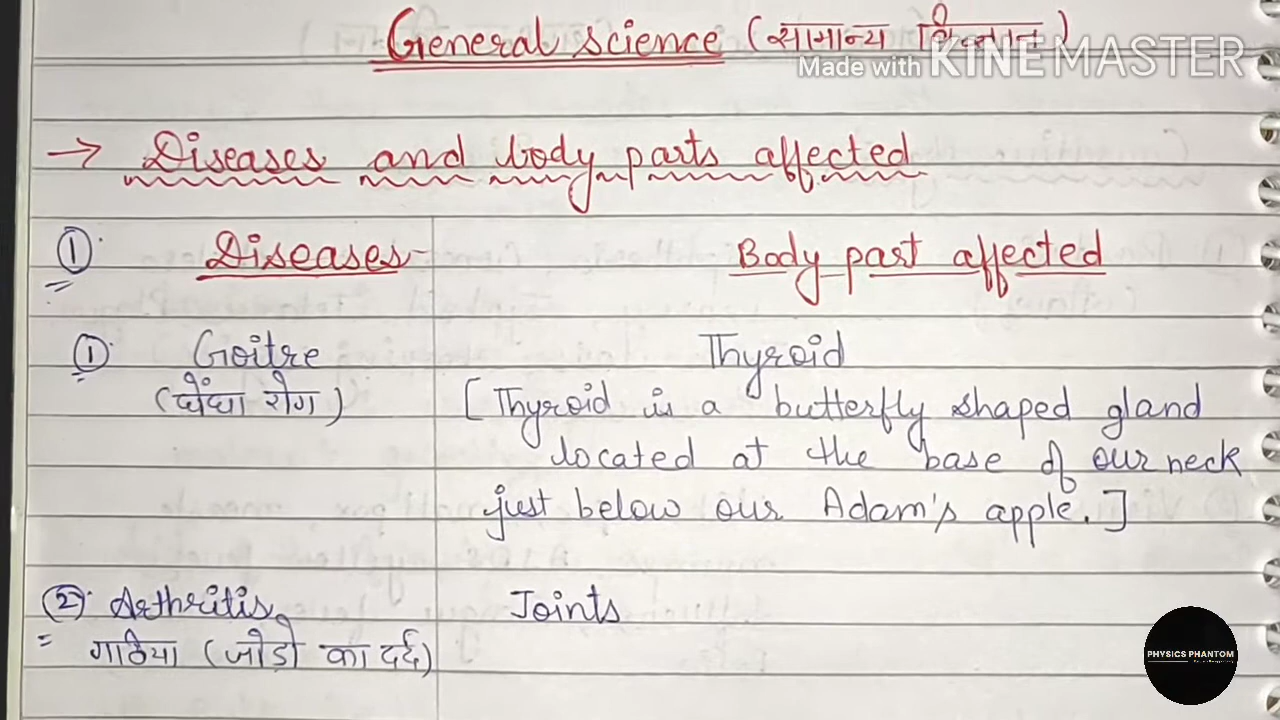 General science (सामान्य विज्ञान)
Made with KINEMASTER
→ Diseases and body parts affected
① Diseases Body part affected
① Goitre Thyroid
(घेंघा रोग) [Thyroid is a butterfly shaped gland
located at the base of our neck
just below our Adam's apple.]
② Arthritis Joints
गाठिया (जोड़ो का दर्द)
PHYSICS PHANTOM